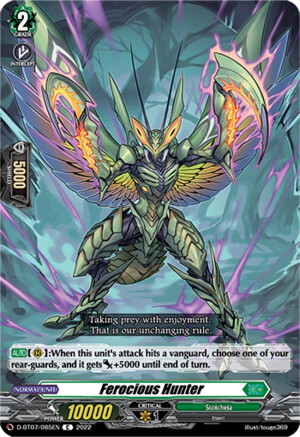 2
GRADE
INTERCEPT
5000
SHIELD
Taking prey with enjoyment.
That is our unchanging rule.
AUTO【 】:When this unit's attack hits a vanguard, choose one of your
rear-guards, and it gets +5000 until end of turn.
NORMAL UNIT
Ferocious Hunter
D-BT07/085EN C 2022
POWER
10000
CRITICAL
1
Stoicheia
Insect
illust/touge369